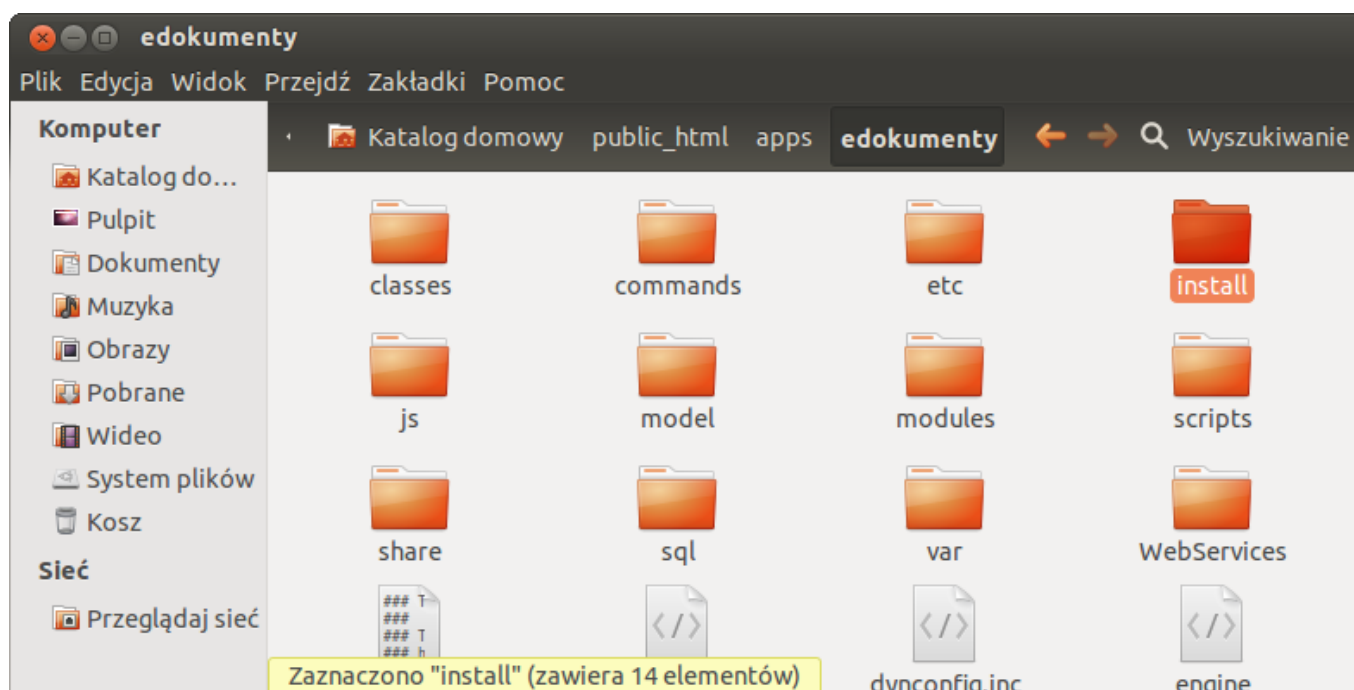 edokumenty
Plik Edycja Widok Przejdź Zakładki Pomoc
Komputer
Katalog do...
Pulpit
Dokumenty
Muzyka
Obrazy
Pobrane
Wideo
System plików
Kosz
Sieć
Przeglądaj sieć
Katalog domowy public_html apps edokumenty Wyszukiwanie
classes commands etc install
js model modules scripts
share sql var WebServices
### T
###
### T
### h
dynconfig.inc engine
Zaznaczono "install" (zawiera 14 elementów)